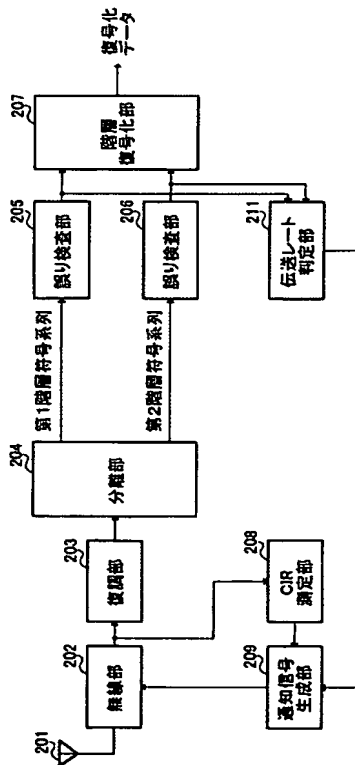 201
202
無線部
203
復調部
204
分離部
第1階層符号系列
第2階層符号系列
205
誤り検査部
206
誤り検査部
207
階層
復号化部
復号化
データ
208
CIR
測定部
209
通知信号
生成部
211
伝送レート
判定部